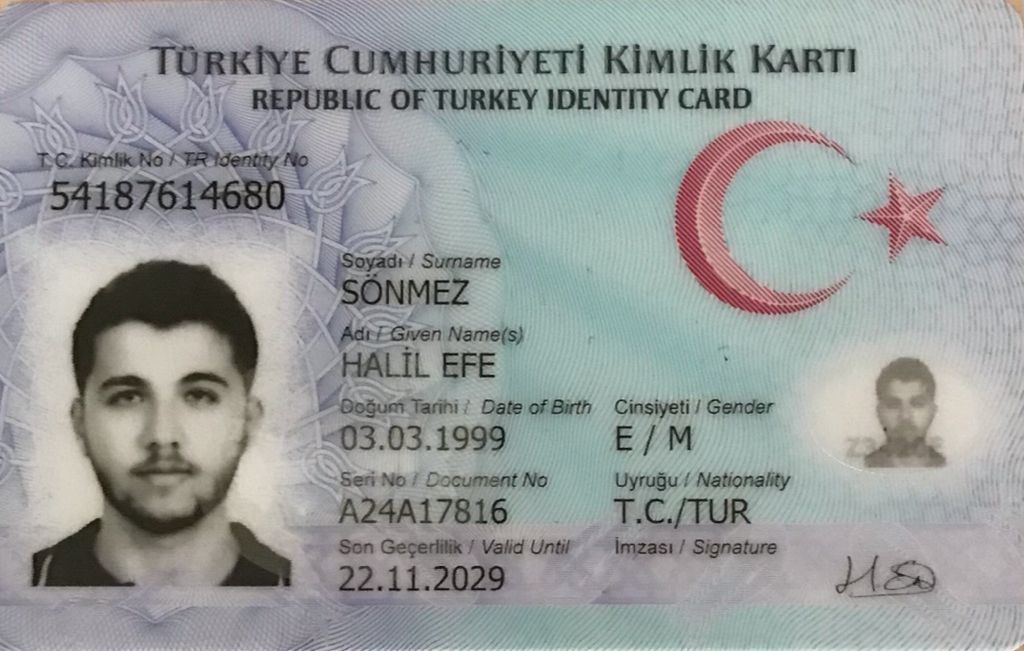 TÜRKİYE CUMHURİYETİ KİMLİK KARTI
REPUBLIC OF TURKEY IDENTITY CARD
T.C. Kimlik No / TR Identity No
54187614680
Soyadı / Surname
SÖNMEZ
Adı / Given Name(s)
HALİL EFE
Doğum Tarihi / Date of Birth
03.03.1999
Cinsiyeti / Gender
E / M
Seri No / Document No
A24A17816
Uyruğu / Nationality
T.C./TUR
Son Geçerlilik / Valid Until
22.11.2029
İmzası / Signature